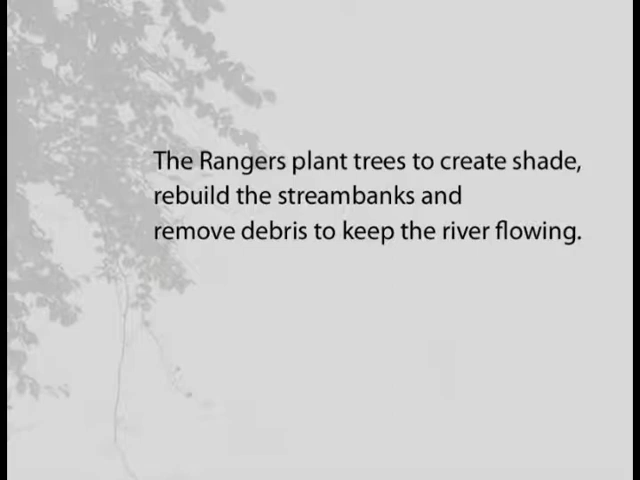 The Rangers plant trees to create shade,
rebuild the streambanks and
remove debris to keep the river flowing.